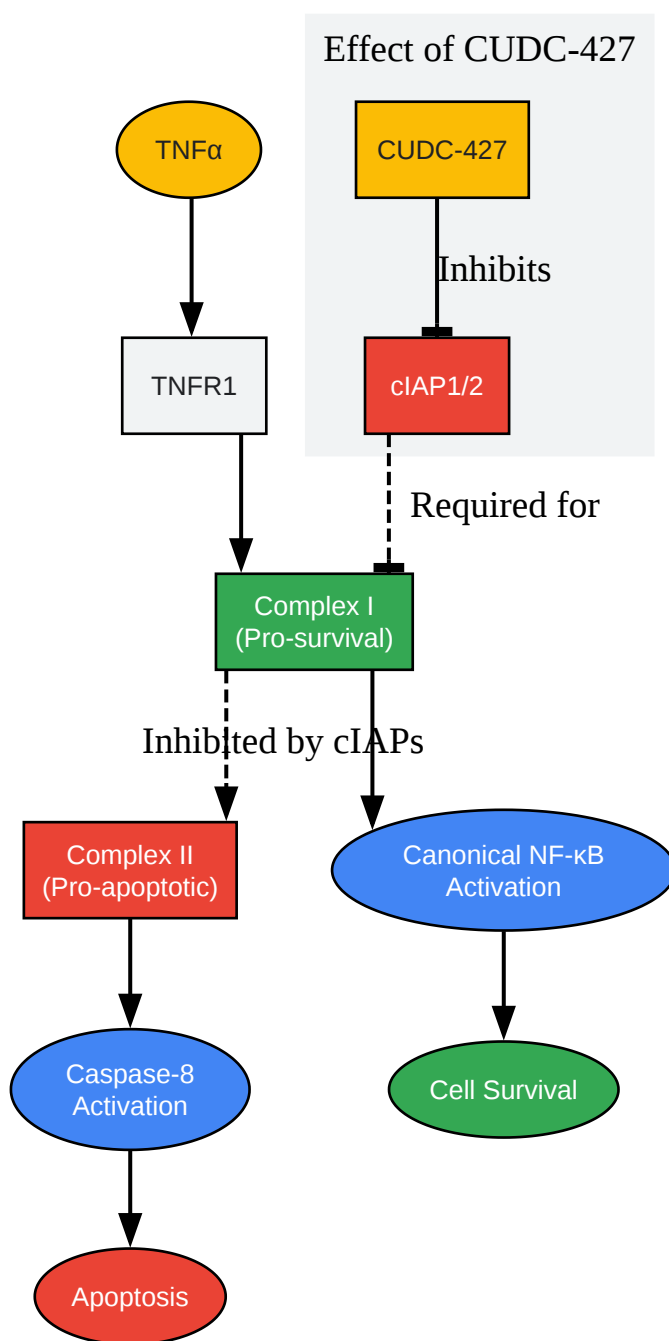 Effect of CUDC-427
TNFα
CUDC-427
Inhibits
TNFR1
cIAP1/2
Required for
Complex I
(Pro-survival)
Inhibited by cIAPs
Complex II
(Pro-apoptotic)
Canonical NF-κB
Activation
Caspase-8
Activation
Cell Survival
Apoptosis